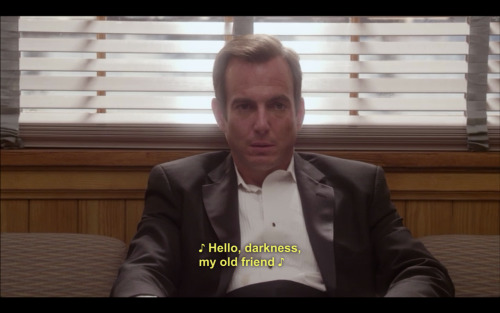 ♪ Hello, darkness,
my old friend ♪